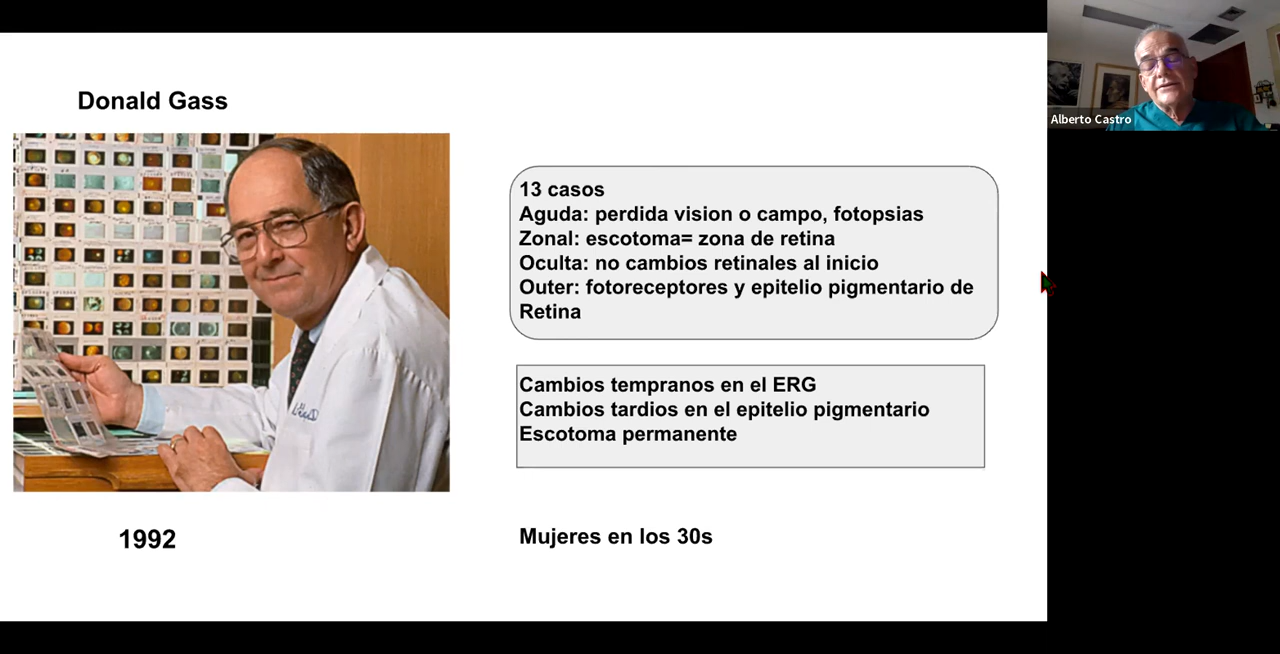 Donald Gass
13 casos
Aguda: perdida vision o campo, fotopsias
Zonal: escotoma= zona de retina
Oculta: no cambios retinales al inicio
Outer: fotoreceptores y epitelio pigmentario de
Retina
Cambios tempranos en el ERG
Cambios tardios en el epitelio pigmentario
Escotoma permanente
1992
Mujeres en los 30s
Alberto Castro